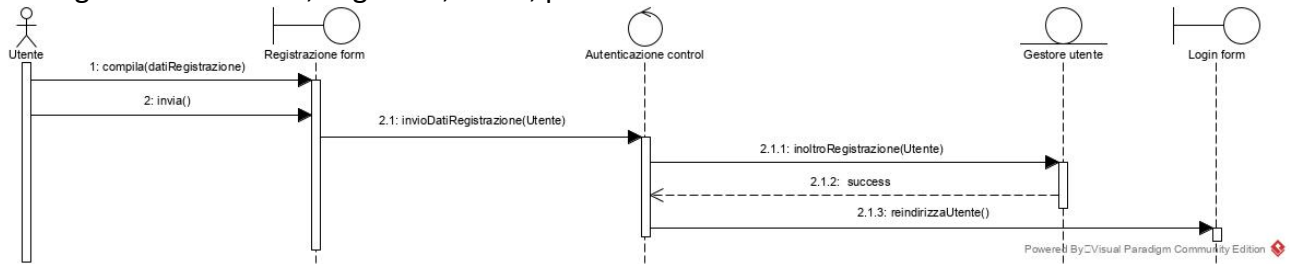 Utente
Registrazione form
Autenticazione control
Gestore utente
Login form
1: compila(datiRegistrazione)
2: invia()
2.1: invioDatiRegistrazione(Utente)
2.1.1: inoltroRegistrazione(Utente)
2.1.2: success
2.1.3: reindirizzaUtente()
Powered By Visual Paradigm Community Edition